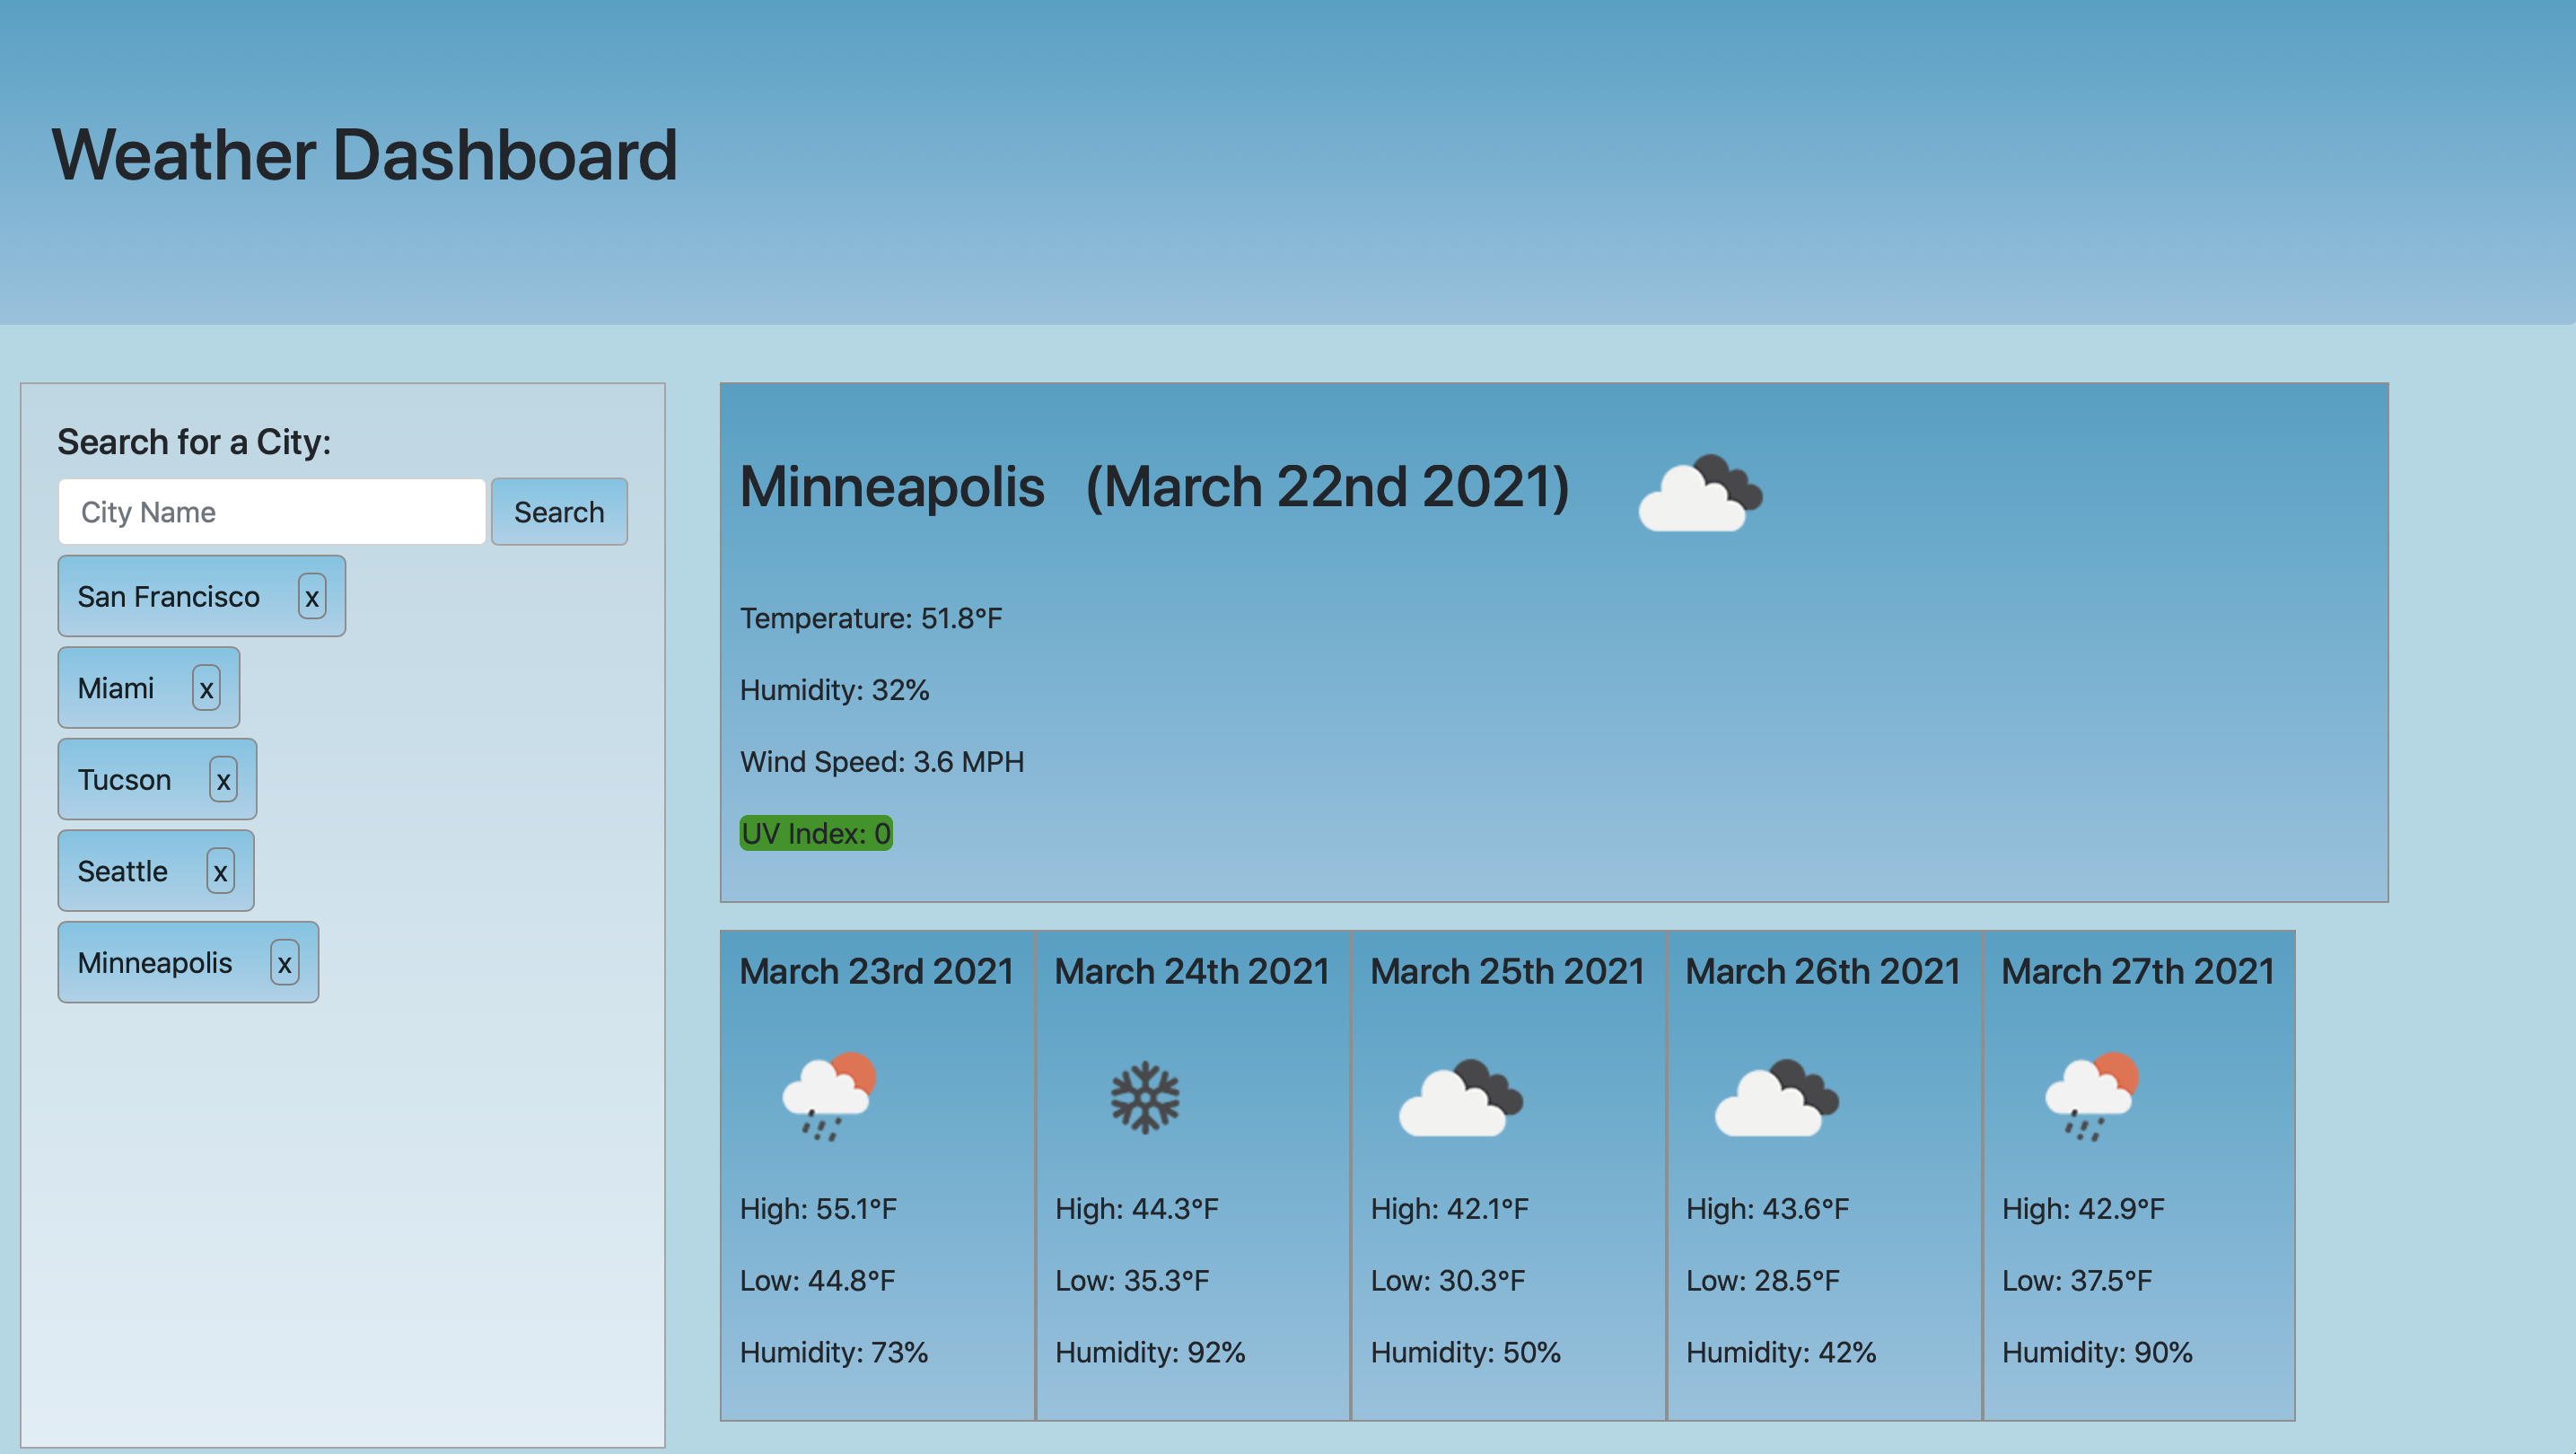 Weather Dashboard
Search for a City:
City Name
Search
San Francisco x
Miami x
Tucson x
Seattle x
Minneapolis x
Minneapolis (March 22nd 2021)
Temperature: 51.8°F
Humidity: 32%
Wind Speed: 3.6 MPH
UV Index: 0
March 23rd 2021
High: 55.1°F
Low: 44.8°F
Humidity: 73%
March 24th 2021
High: 44.3°F
Low: 35.3°F
Humidity: 92%
March 25th 2021
High: 42.1°F
Low: 30.3°F
Humidity: 50%
March 26th 2021
High: 43.6°F
Low: 28.5°F
Humidity: 42%
March 27th 2021
High: 42.9°F
Low: 37.5°F
Humidity: 90%